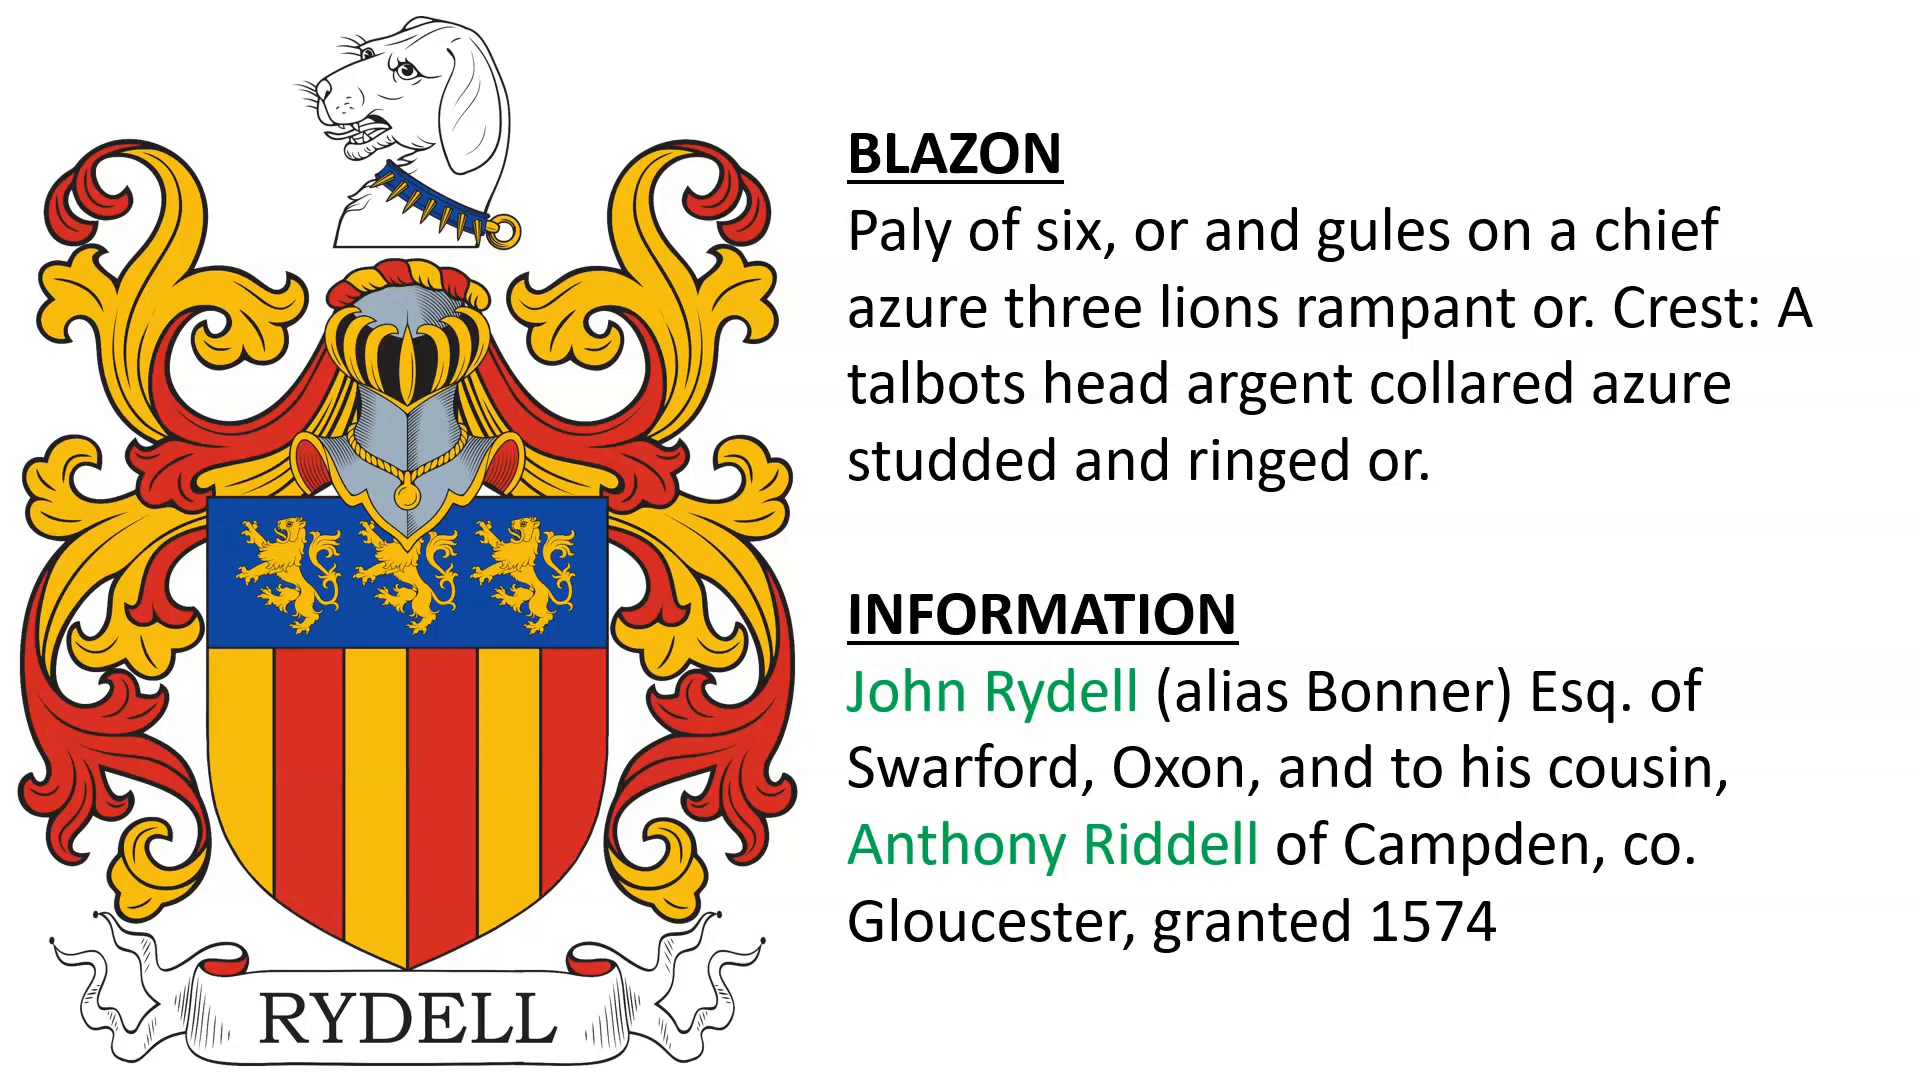 BLAZON
Paly of six, or and gules on a chief
azure three lions rampant or. Crest: A
talbots head argent collared azure
studded and ringed or.
INFORMATION
John Rydell (alias Bonner) Esq. of
Swarford, Oxon, and to his cousin,
Anthony Riddell of Campden, co.
Gloucester, granted 1574
RYDELL